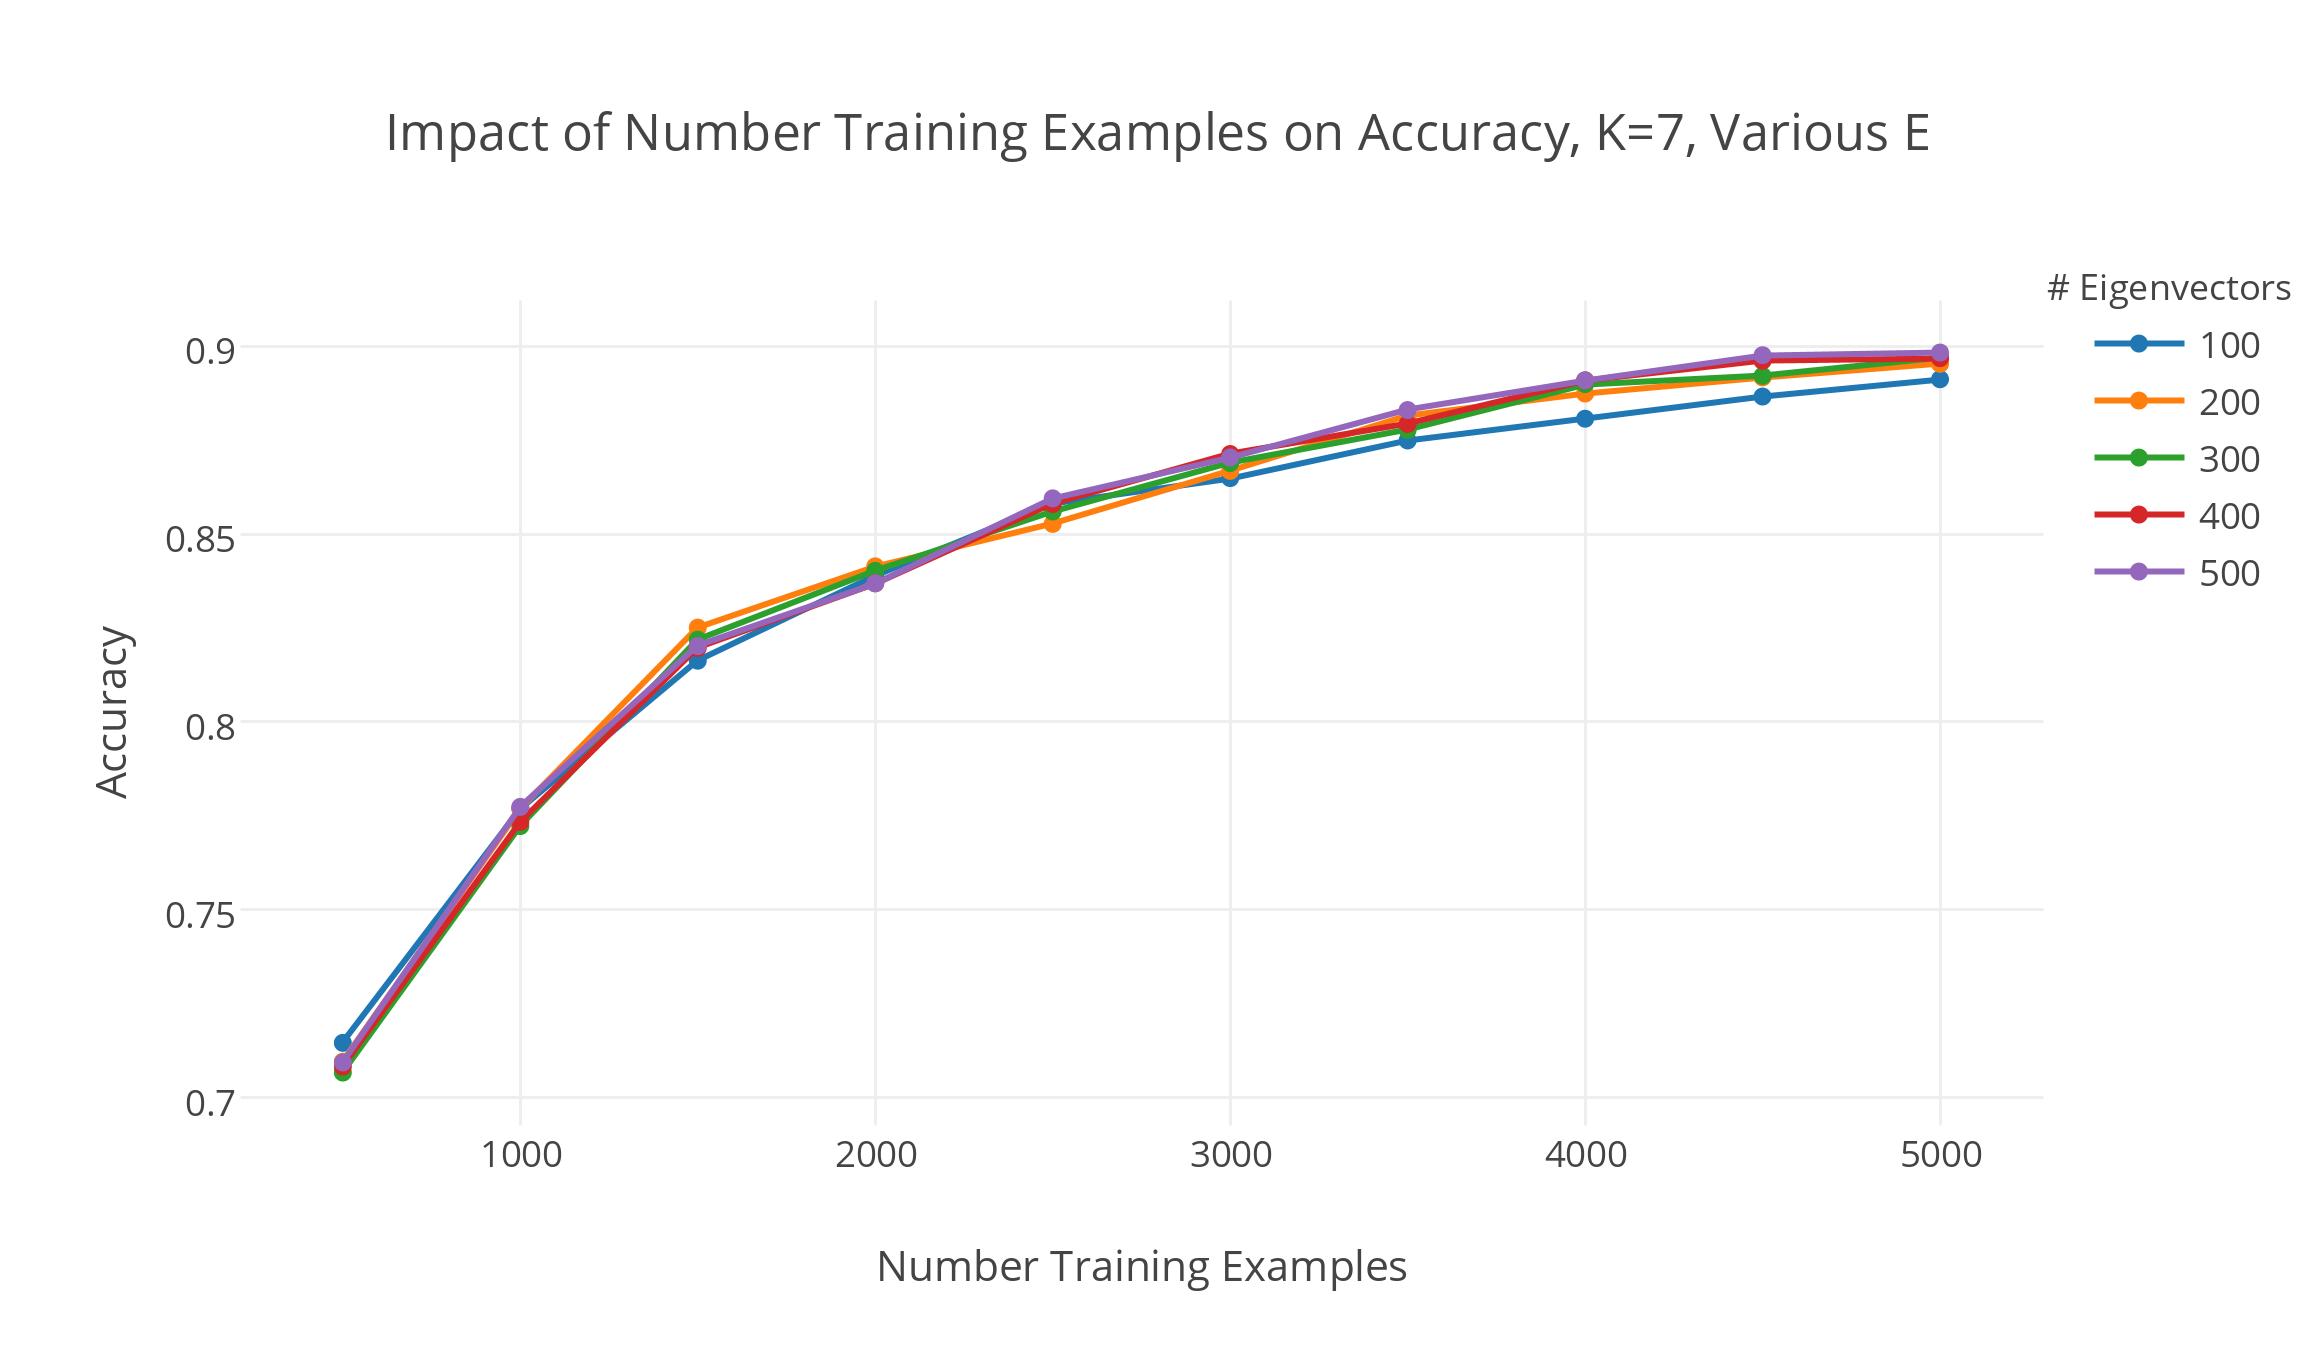 Impact of Number Training Examples on Accuracy, K=7, Various E
# Eigenvectors
100
200
300
400
500
Accuracy
0.9
0.85
0.8
0.75
0.7
1000 2000 3000 4000 5000
Number Training Examples